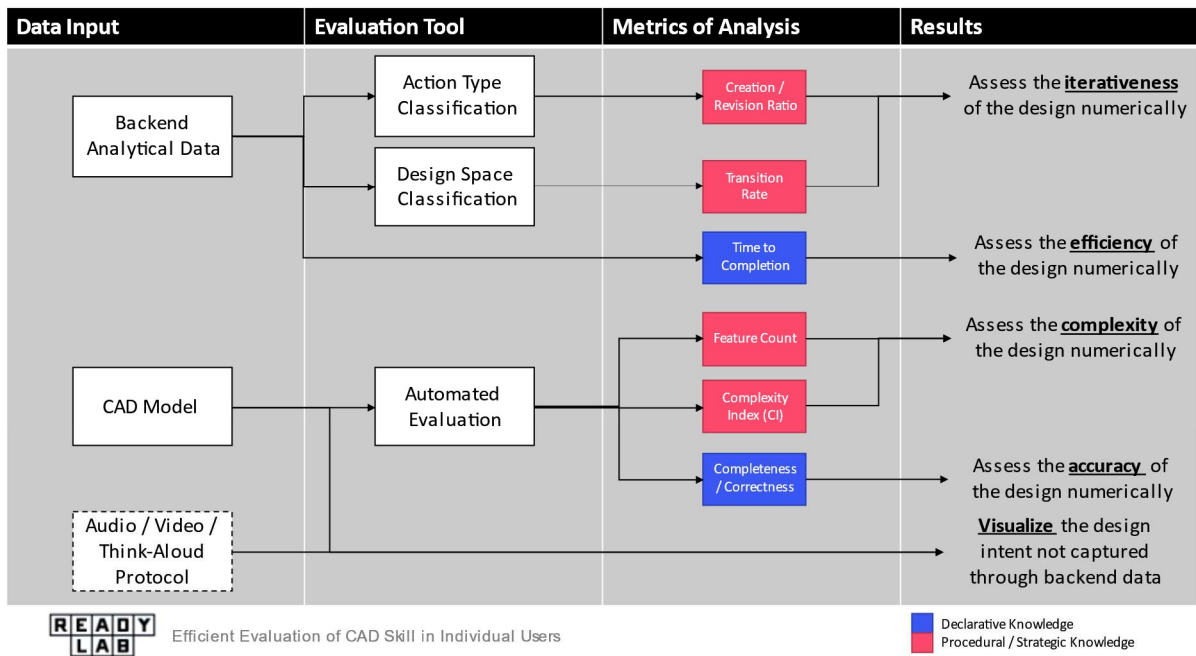 Data Input
Evaluation Tool
Metrics of Analysis
Results
Backend
Analytical Data
Action Type
Classification
Creation /
Revision Ratio
Assess the iterativeness
of the design numerically
Design Space
Classification
Transition
Rate
Time to
Completion
Assess the efficiency of
the design numerically
CAD Model
Automated
Evaluation
Feature Count
Assess the complexity of
the design numerically
Complexity
Index (CI)
Completeness
/ Correctness
Assess the accuracy of
the design numerically
Audio / Video /
Think-Aloud
Protocol
Visualize the design
intent not captured
through backend data
READY
LAB
Efficient Evaluation of CAD Skill in Individual Users
Declarative Knowledge
Procedural / Strategic Knowledge